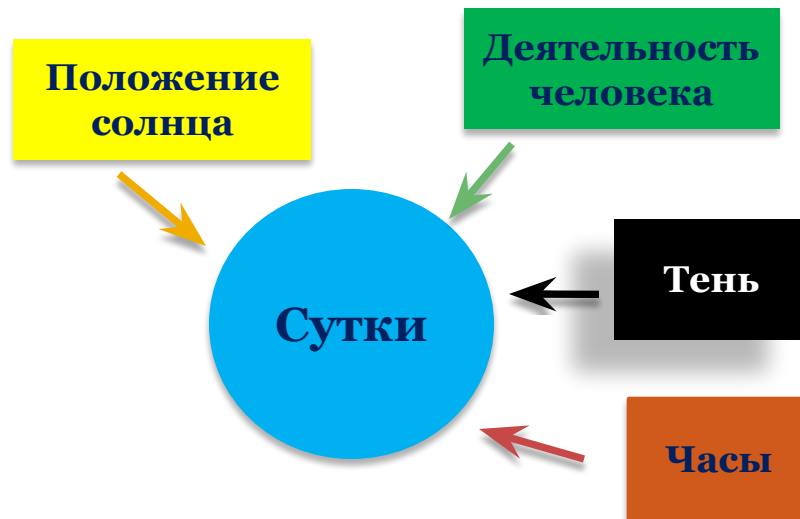 Положение
солнца
Деятельность
человека
Тень
Сутки
Часы